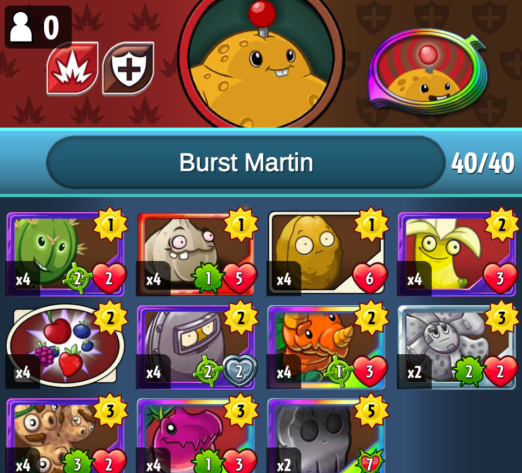 0
Burst Martin
40/40
1 1 1 2
x4 2 2 x4 1 5 x4 6 x4 3
2 2 2 3
x4 x4 2 2 x4 1 3 x2 2 2
3 3 5
x4 3 2 x4 1 3 x2 7